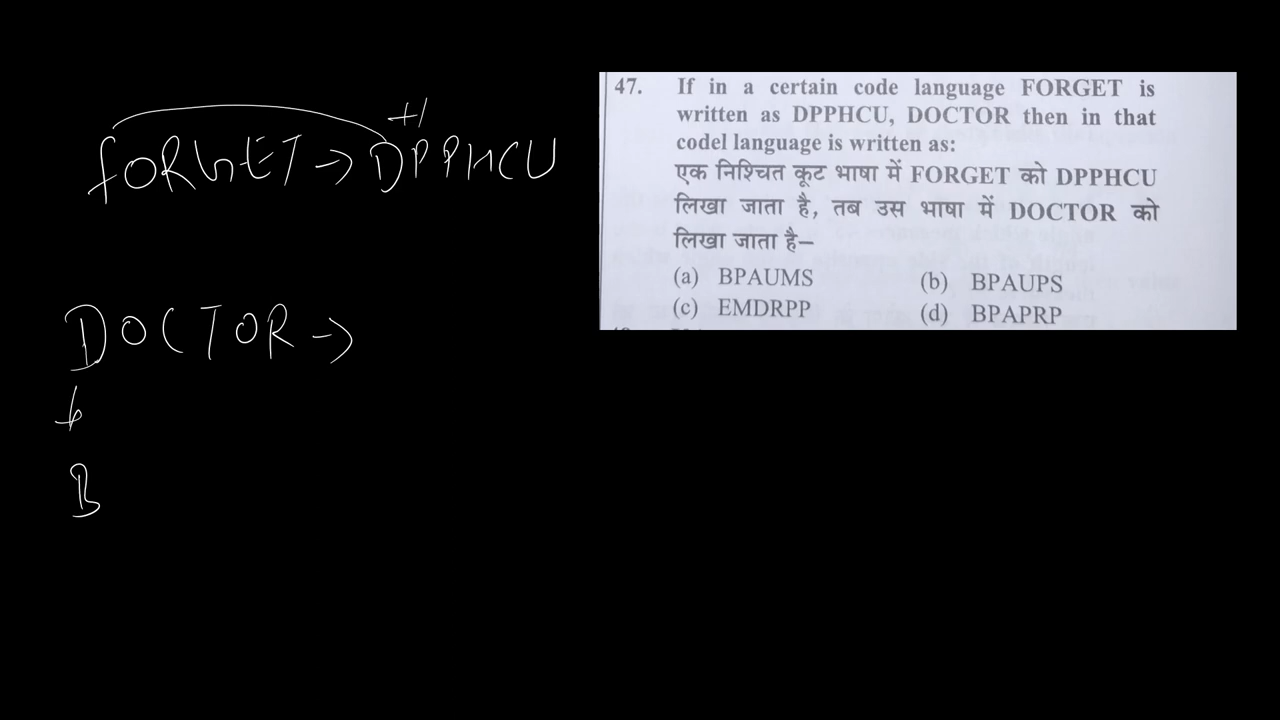 FORGET → DPPHCU
+1
DOCTOR →
B
47. If in a certain code language FORGET is
written as DPPHCU, DOCTOR then in that
codel language is written as:
एक निश्चित कूट भाषा में FORGET को DPPHCU
लिखा जाता है, तब उस भाषा में DOCTOR को
लिखा जाता है–
(a) BPAUMS (b) BPAUPS
(c) EMDRPP (d) BPAPRP